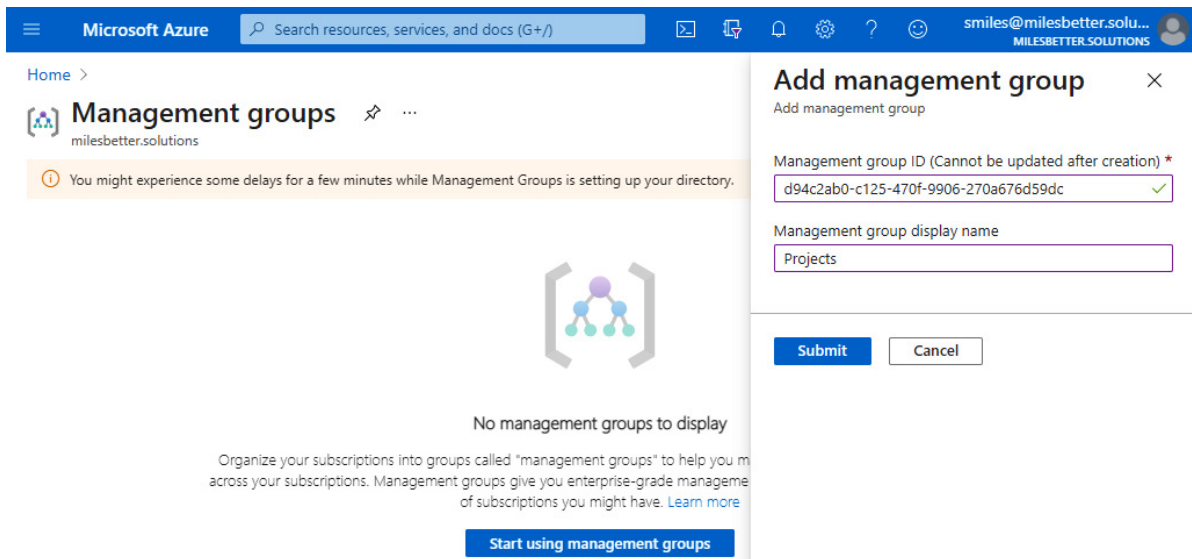 Microsoft Azure
Search resources, services, and docs (G+/)
smiles@milesbetter.solu...
MILESBETTER.SOLUTIONS
Home >
Management groups
milesbetter.solutions
You might experience some delays for a few minutes while Management Groups is setting up your directory.
No management groups to display
Organize your subscriptions into groups called "management groups" to help you m
across your subscriptions. Management groups give you enterprise-grade manageme
of subscriptions you might have. Learn more
Start using management groups
Add management group
Add management group
Management group ID (Cannot be updated after creation) *
d94c2ab0-c125-470f-9906-270a676d59dc
Management group display name
Projects
Submit
Cancel